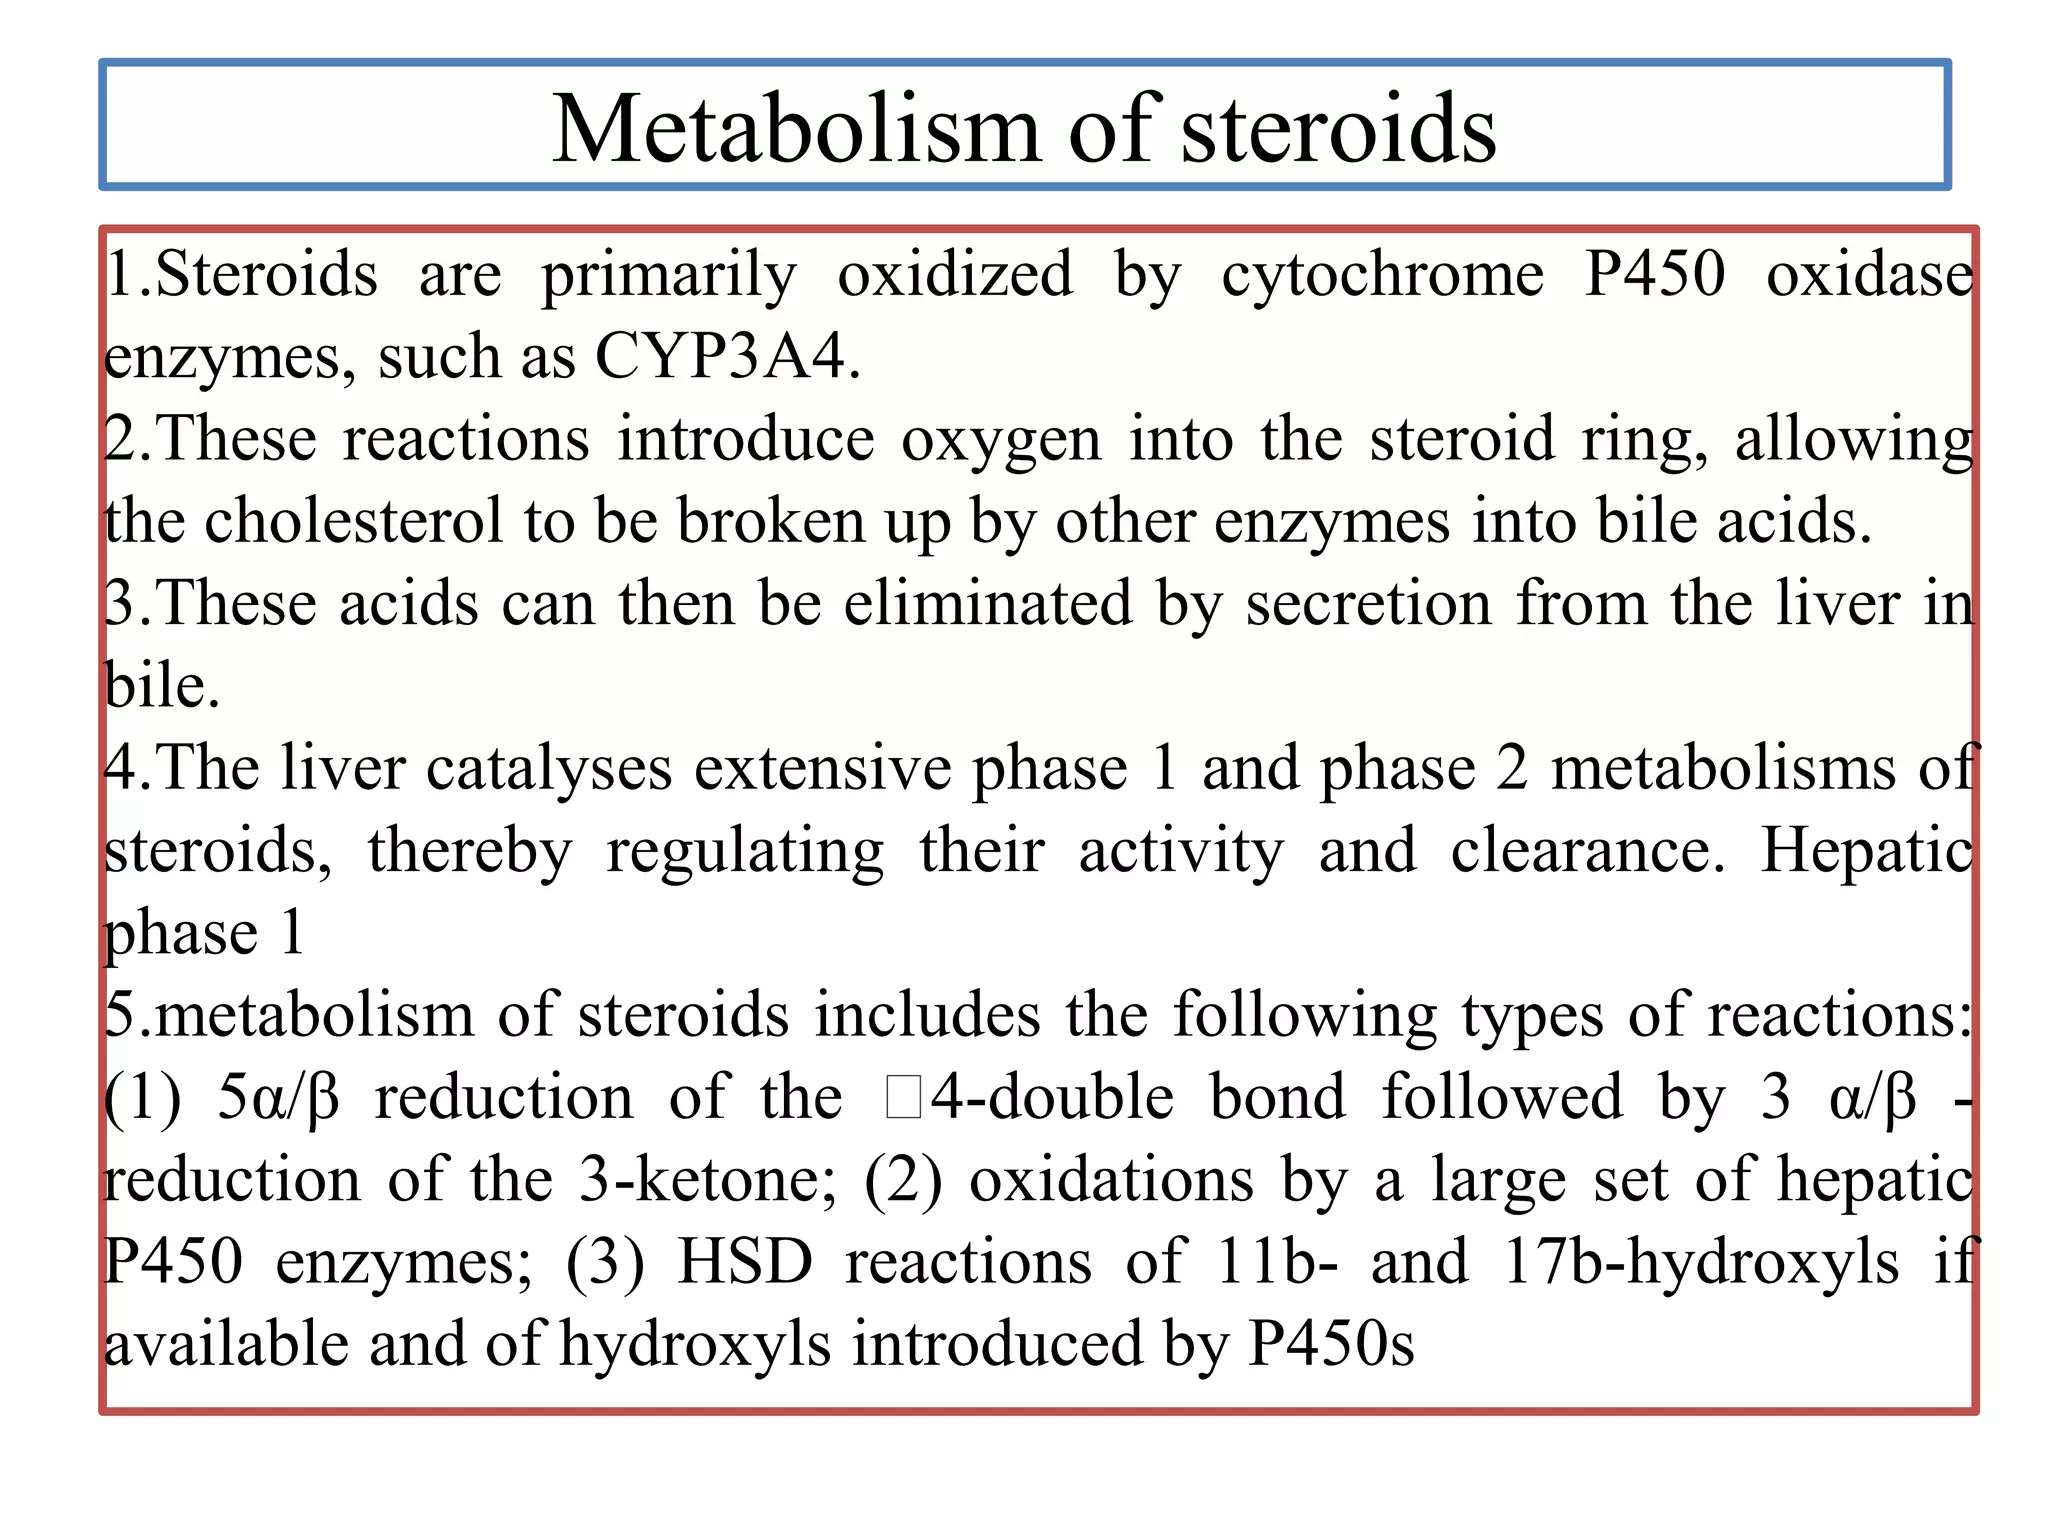 Metabolism of steroids
1.Steroids are primarily oxidized by cytochrome P450 oxidase
enzymes, such as CYP3A4.
2.These reactions introduce oxygen into the steroid ring, allowing
the cholesterol to be broken up by other enzymes into bile acids.
3.These acids can then be eliminated by secretion from the liver in
bile.
4.The liver catalyses extensive phase 1 and phase 2 metabolisms of
steroids, thereby regulating their activity and clearance. Hepatic
phase 1
5.metabolism of steroids includes the following types of reactions:
(1) 5α/β reduction of the □4-double bond followed by 3 α/β -
reduction of the 3-ketone; (2) oxidations by a large set of hepatic
P450 enzymes; (3) HSD reactions of 11b- and 17b-hydroxyls if
available and of hydroxyls introduced by P450s